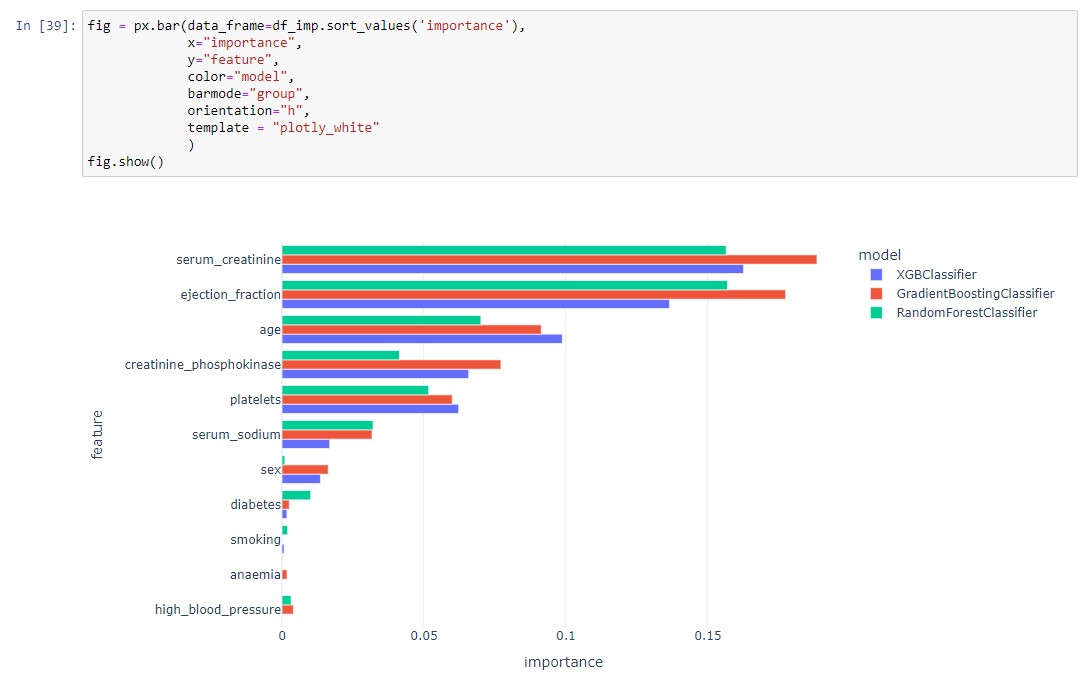 In [39]: fig = px.bar(data_frame=df_imp.sort_values('importance'),
x="importance",
y="feature",
color="model",
barmode="group",
orientation="h",
template = "plotly_white"
)
fig.show()
model
XGBClassifier
GradientBoostingClassifier
RandomForestClassifier
feature
serum_creatinine
ejection_fraction
age
creatinine_phosphokinase
platelets
serum_sodium
sex
diabetes
smoking
anaemia
high_blood_pressure
0 0.05 0.1 0.15
importance